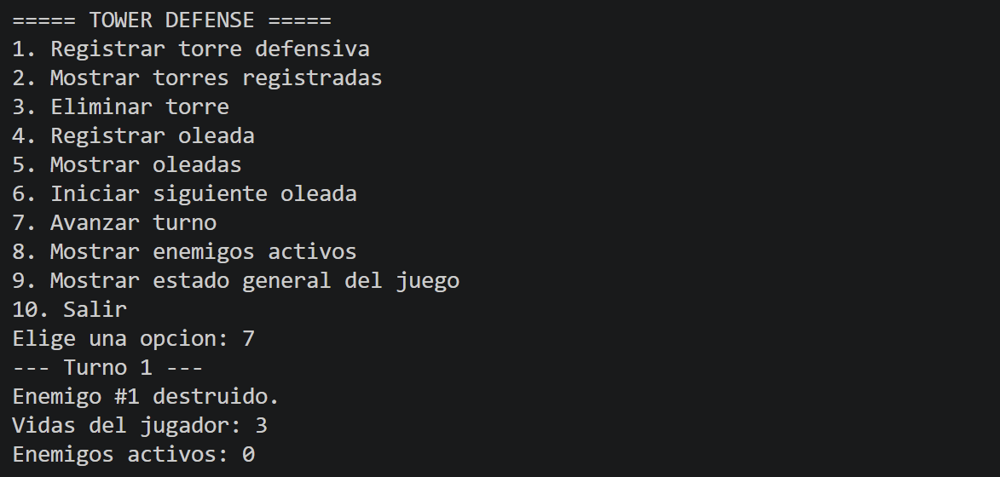 ===== TOWER DEFENSE =====
1. Registrar torre defensiva
2. Mostrar torres registradas
3. Eliminar torre
4. Registrar oleada
5. Mostrar oleadas
6. Iniciar siguiente oleada
7. Avanzar turno
8. Mostrar enemigos activos
9. Mostrar estado general del juego
10. Salir
Elige una opcion: 7
--- Turno 1 ---
Enemigo #1 destruido.
Vidas del jugador: 3
Enemigos activos: 0